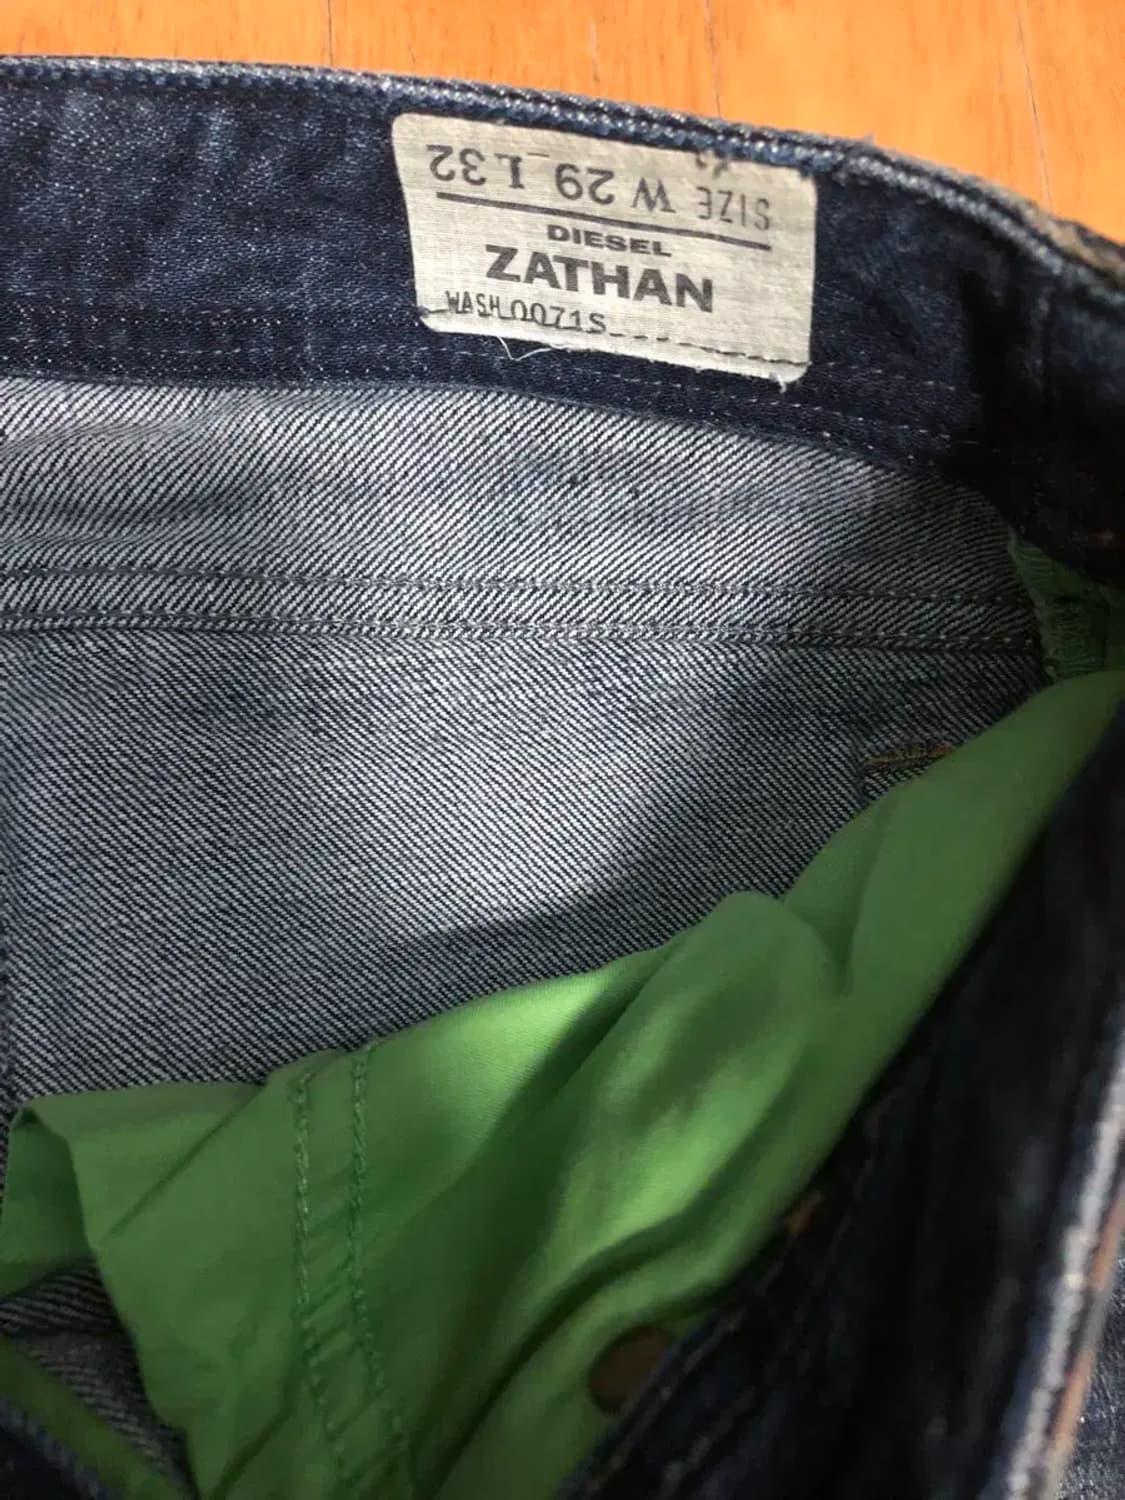 SIZE W 29 L 32
DIESEL
ZATHAN
WASH 0071S